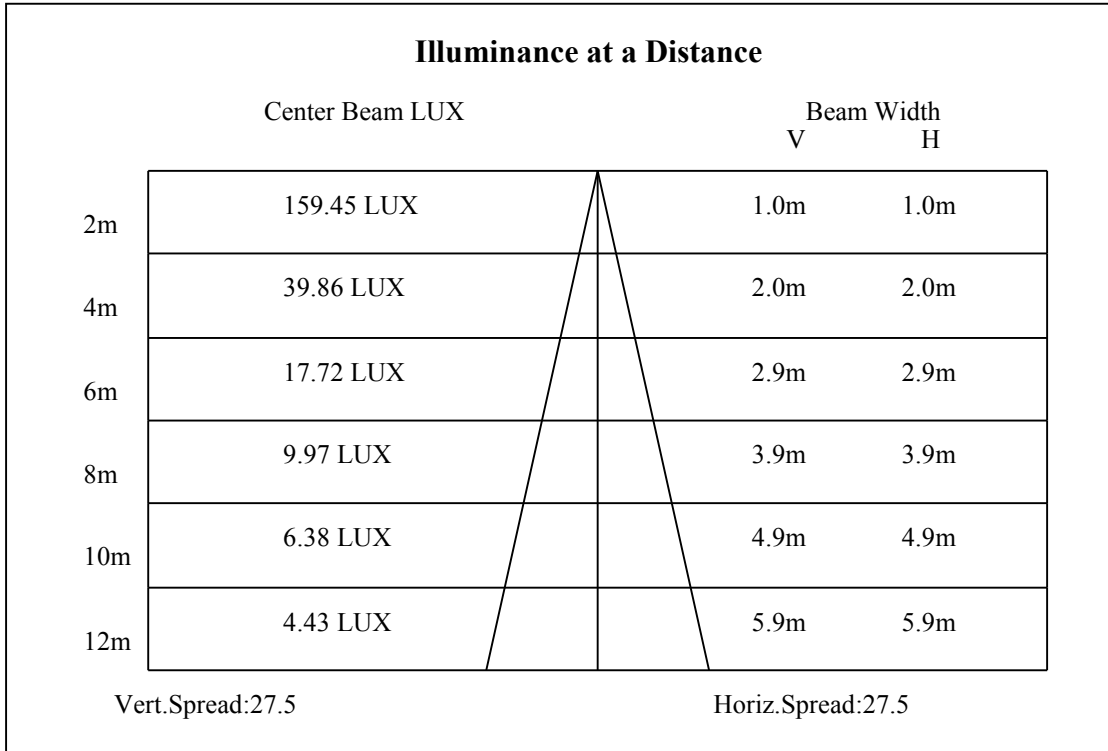 Illuminance at a Distance
Center Beam LUX Beam Width
V H
2m 159.45 LUX 1.0m 1.0m
4m 39.86 LUX 2.0m 2.0m
6m 17.72 LUX 2.9m 2.9m
8m 9.97 LUX 3.9m 3.9m
10m 6.38 LUX 4.9m 4.9m
12m 4.43 LUX 5.9m 5.9m
Vert.Spread:27.5 Horiz.Spread:27.5